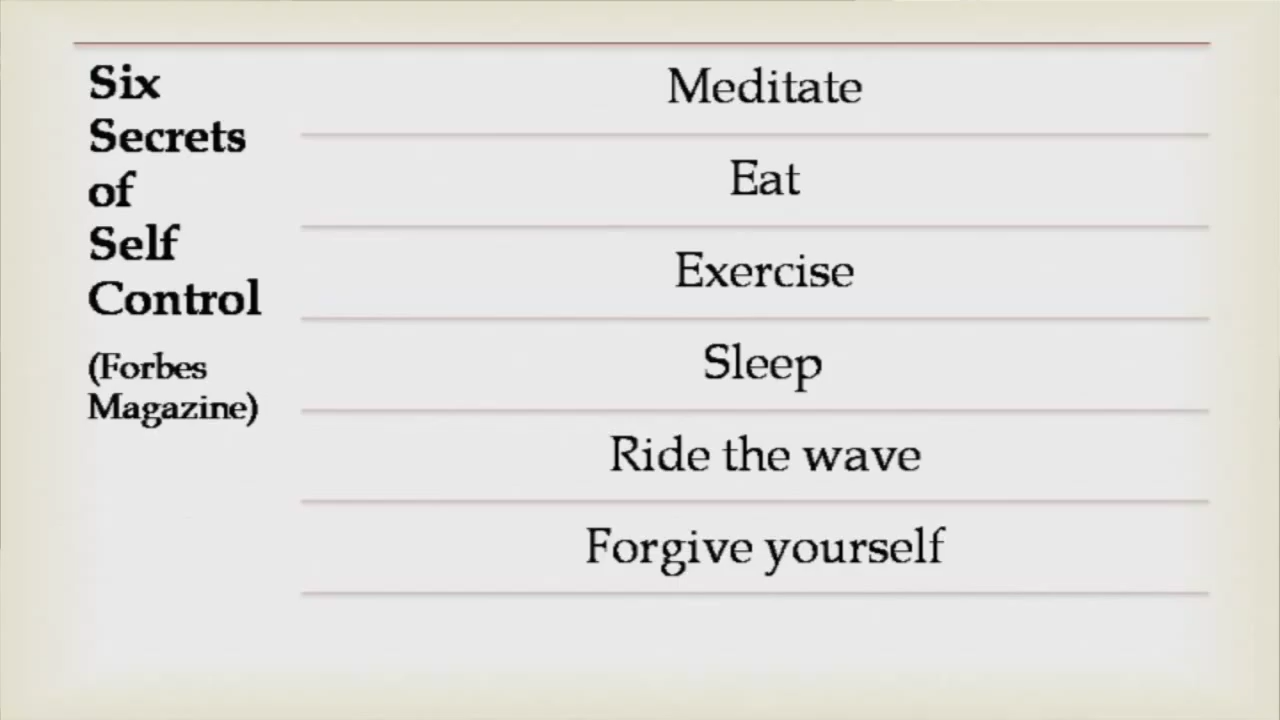 Six
Secrets
of
Self
Control
(Forbes
Magazine)
Meditate
Eat
Exercise
Sleep
Ride the wave
Forgive yourself